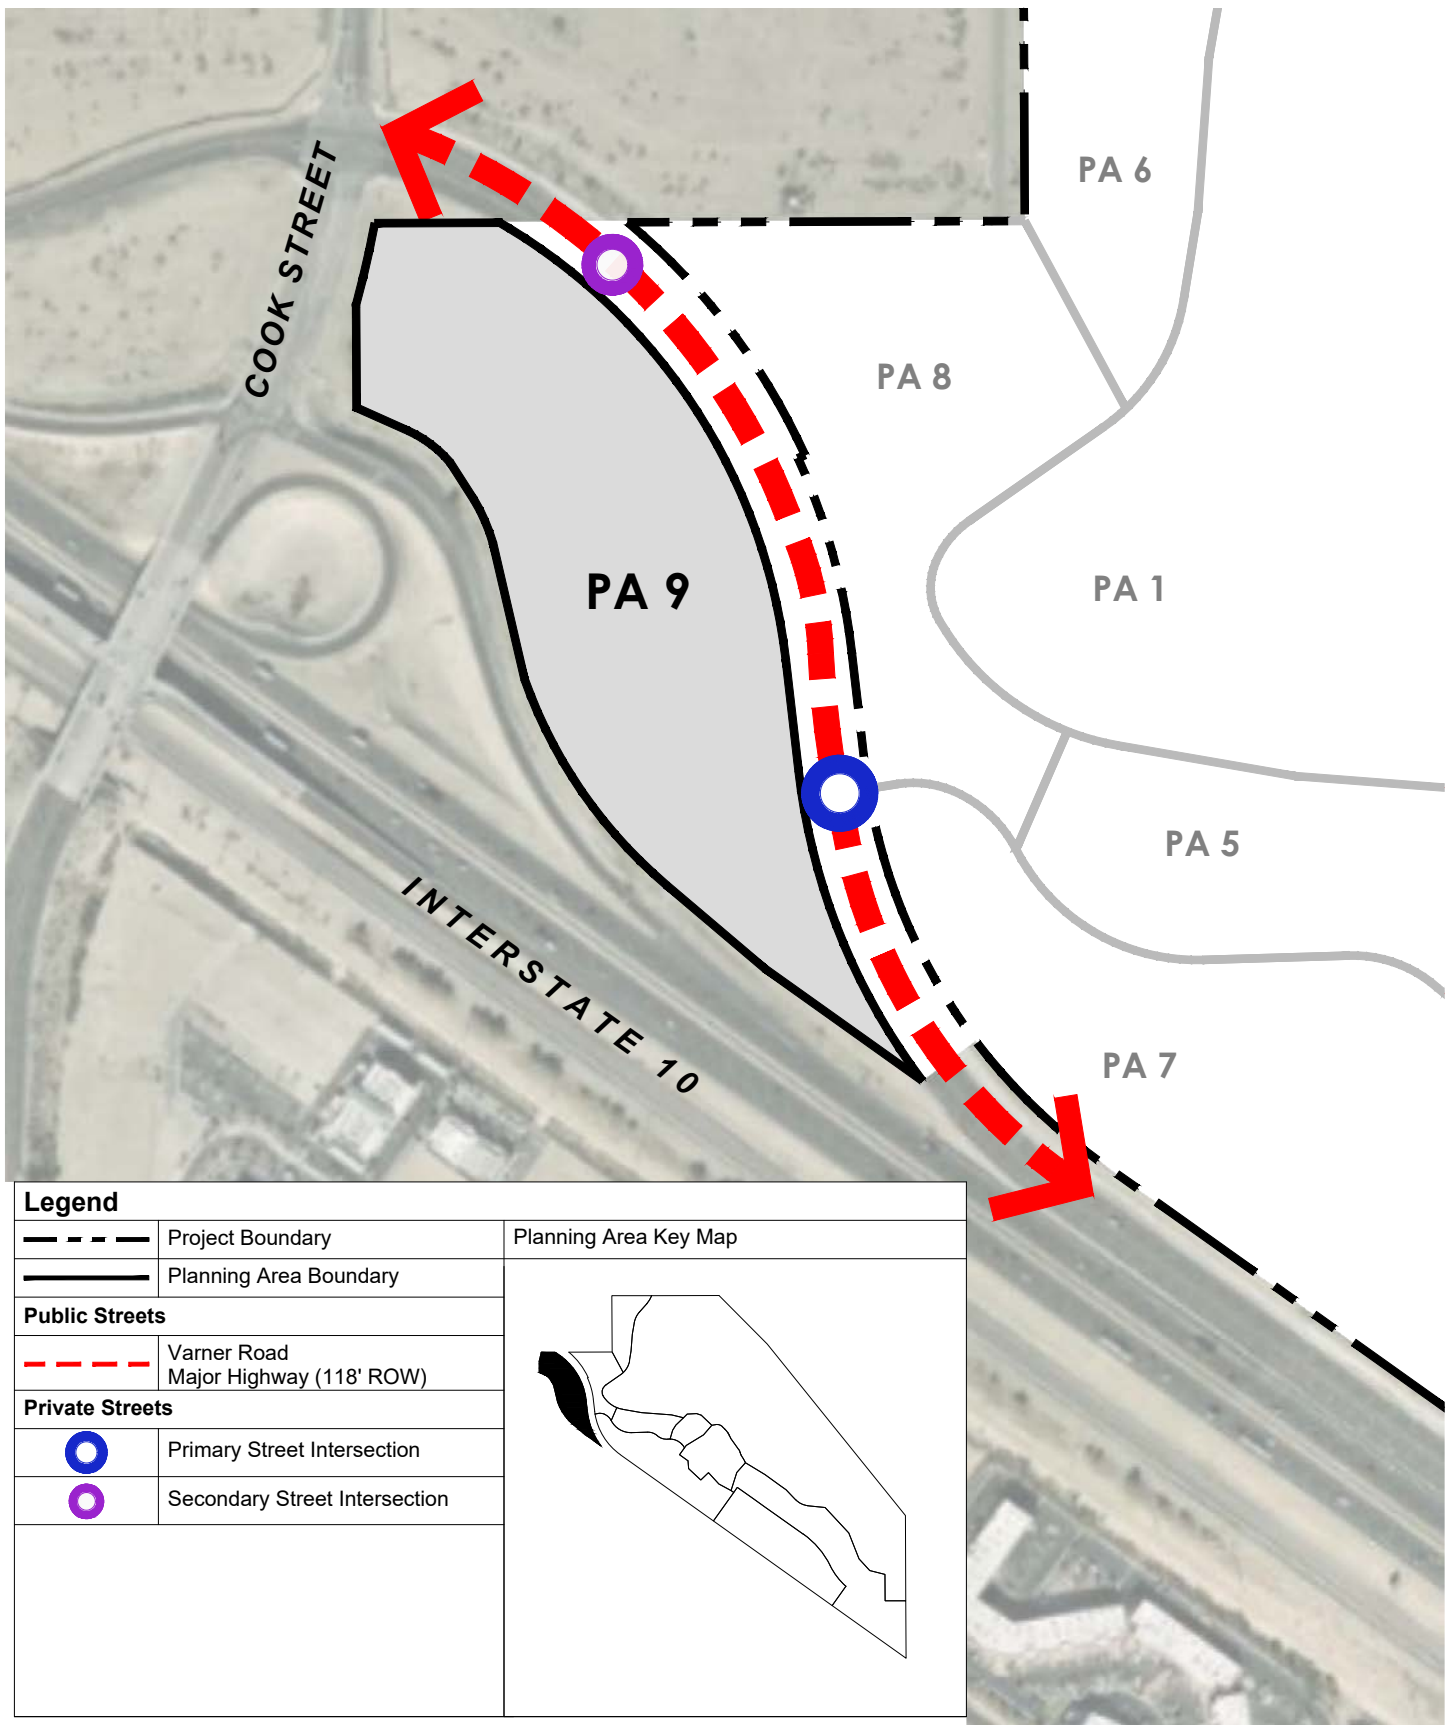 PA 6
COOK STREET
PA 8
PA 9
PA 1
PA 5
INTERSTATE 10
PA 7
Legend
Project Boundary
Planning Area Key Map
Planning Area Boundary
Public Streets
Varner Road
Major Highway (118' ROW)
Private Streets
Primary Street Intersection
Secondary Street Intersection